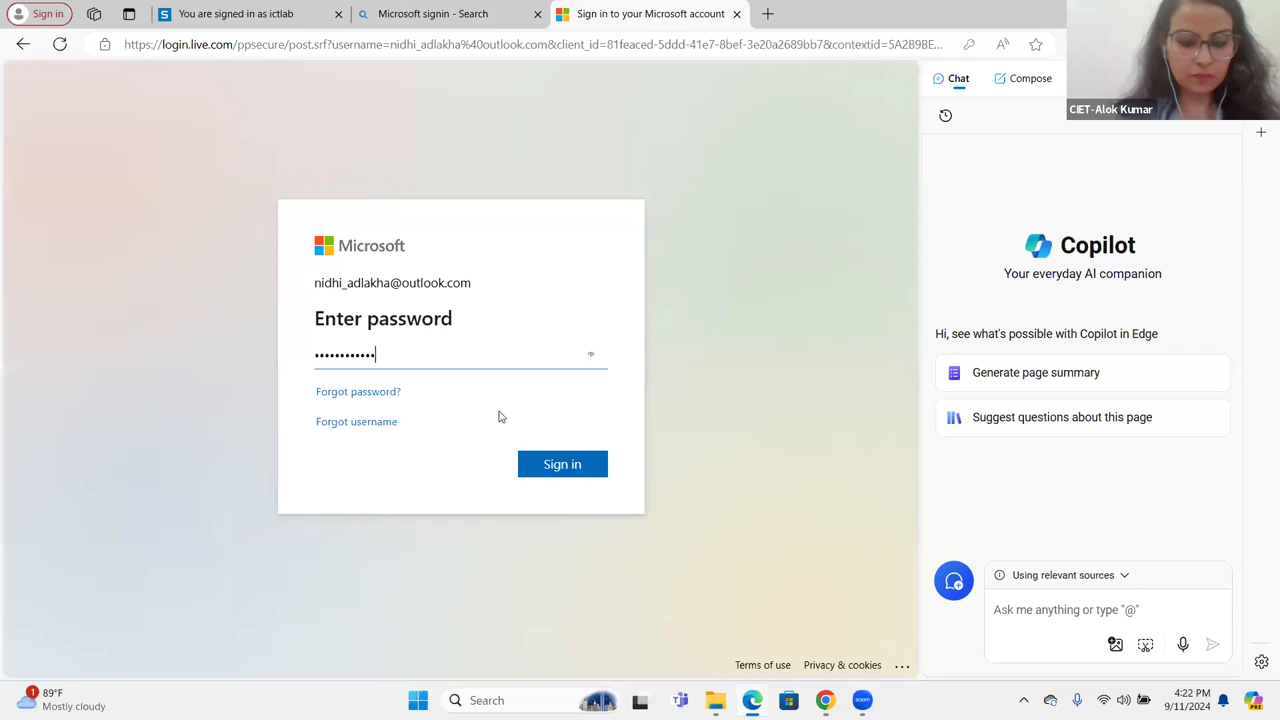 Sign in
You are signed in as ictlab
Microsoft signin - Search
Sign in to your Microsoft account
https://login.live.com/ppsecure/post.srf?username=nidhi_adlakha%40outlook.com&client_id=81feaced-5ddd-41e7-8bef-3e20a2689bb7&contextid=5A2B9BE...
Chat
Compose
CIET-Alok Kumar
Microsoft
nidhi_adlakha@outlook.com
Enter password
••••••••••••
Forgot password?
Forgot username
Sign in
Copilot
Your everyday AI companion
Hi, see what's possible with Copilot in Edge
Generate page summary
Suggest questions about this page
Using relevant sources
Ask me anything or type "@"
Terms of use
Privacy & cookies
...
1
89°F
Mostly cloudy
Search
4:22 PM
9/11/2024
PRE